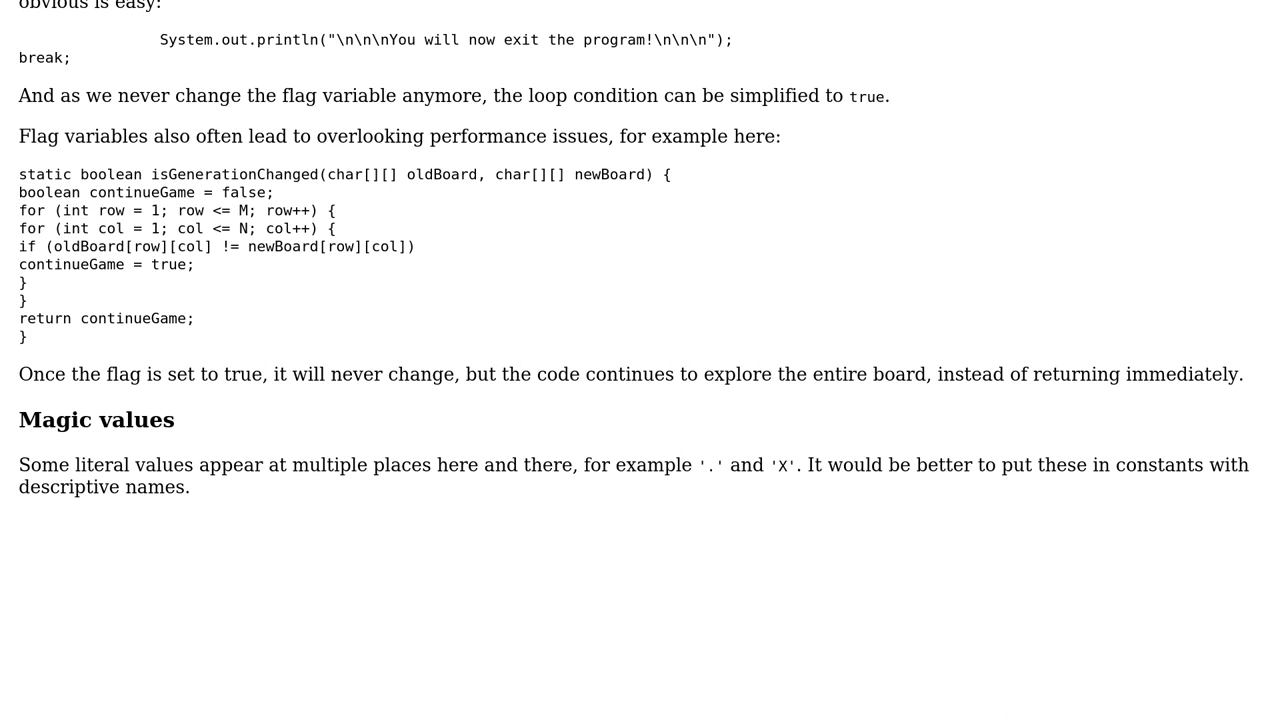 obvious is easy:
System.out.println("\n\n\nYou will now exit the program!\n\n\n");
break;
And as we never change the flag variable anymore, the loop condition can be simplified to true.
Flag variables also often lead to overlooking performance issues, for example here:
static boolean isGenerationChanged(char[][] oldBoard, char[][] newBoard) {
boolean continueGame = false;
for (int row = 1; row <= M; row++) {
for (int col = 1; col <= N; col++) {
if (oldBoard[row][col] != newBoard[row][col])
continueGame = true;
}
}
return continueGame;
}
Once the flag is set to true, it will never change, but the code continues to explore the entire board, instead of returning immediately.
Magic values
Some literal values appear at multiple places here and there, for example '.' and 'X'. It would be better to put these in constants with
descriptive names.